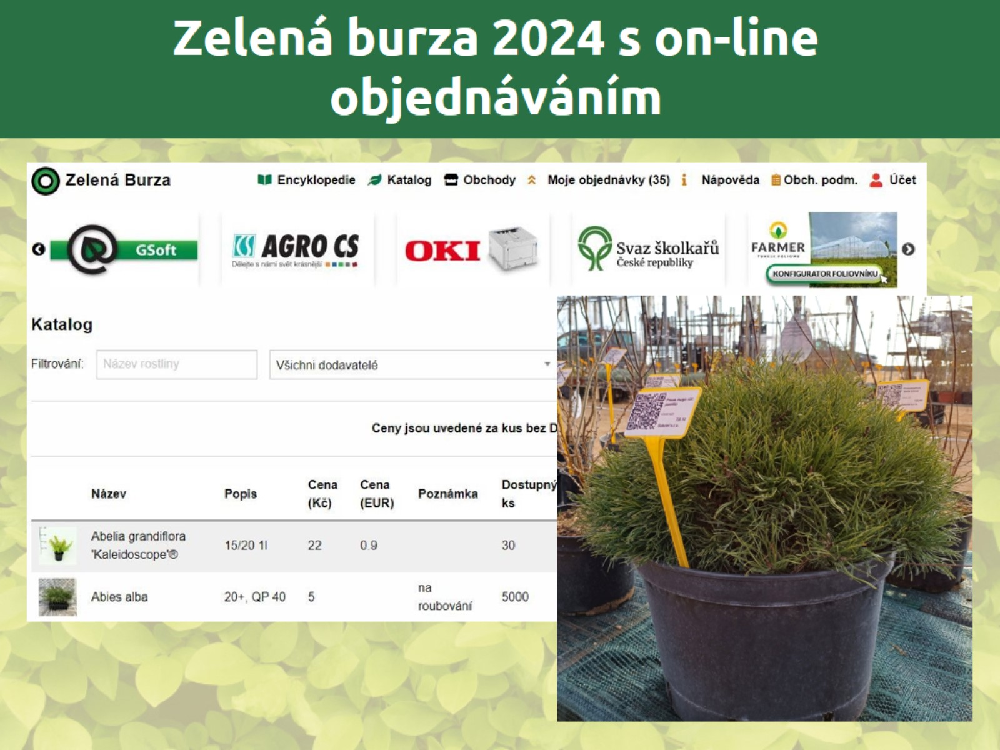 Zelená burza 2024 s on-line
objednáváním
Zelená Burza
Encyklopedie Katalog Obchody Moje objednávky (35) Nápověda Obch. podm. Účet
GSoft
AGRO CS
Dělejte s námi svět krásnější
OKI
Svaz školkařů
České republiky
FARMER
TUNELE FOLIOWE
KONFIGURATOR FOLIOVNÍKU
Katalog
Filtrování: Název rostliny Všichni dodavatelé
Ceny jsou uvedené za kus bez D
Název Popis Cena (Kč) Cena (EUR) Poznámka Dostupný ks
Abelia grandiflora
'Kaleidoscope'® 15/20 1l 22 0.9 30
Abies alba 20+, QP 40 5 na roubování 5000